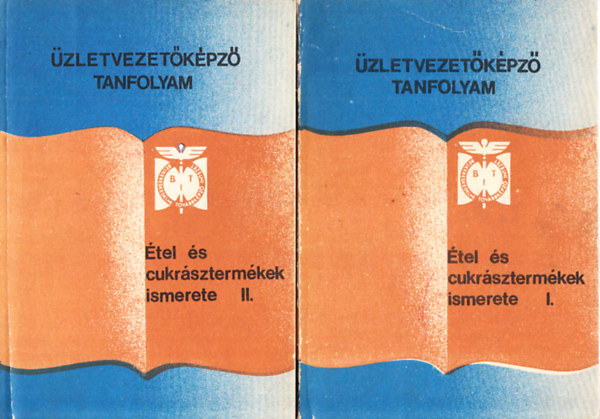 ÜZLETVEZETŐKÉPZŐ
TANFOLYAM
B T
Étel és
cukrásztermékek
ismerete II.
ÜZLETVEZETŐKÉPZŐ
TANFOLYAM
B T
Étel és
cukrásztermékek
ismerete I.